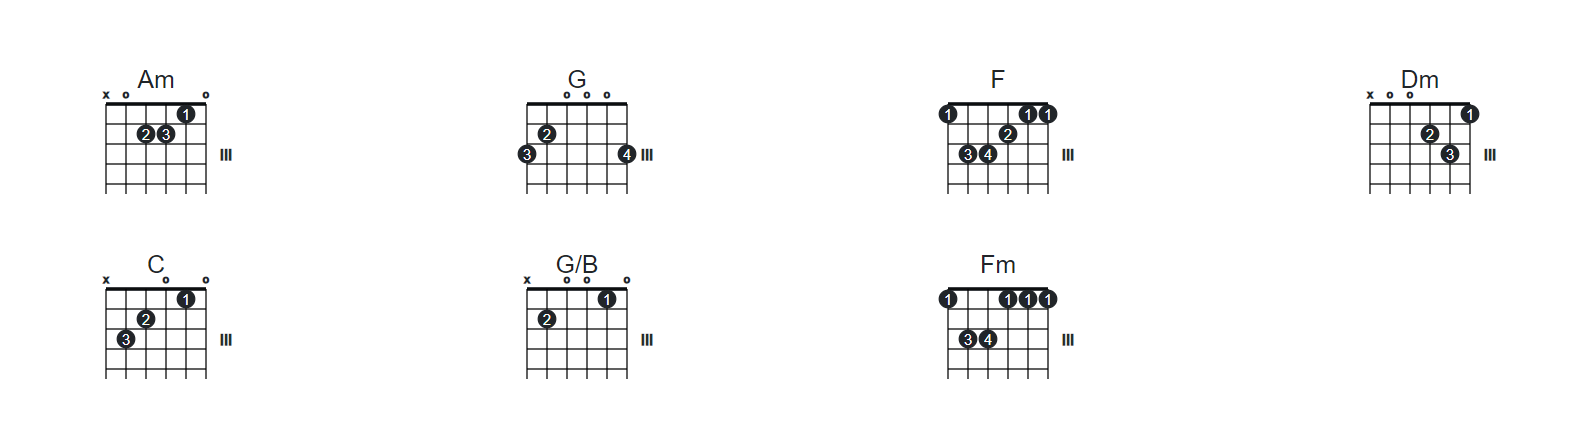 Am G F Dm
x o o o o o x o o
1 1 1 1 1
2 3 2 2 2
3 4 3 4 3
III III III III
C G/B Fm
x o o x o o o
1 1 1 1 1 1
2 2
3 3 4
III III III